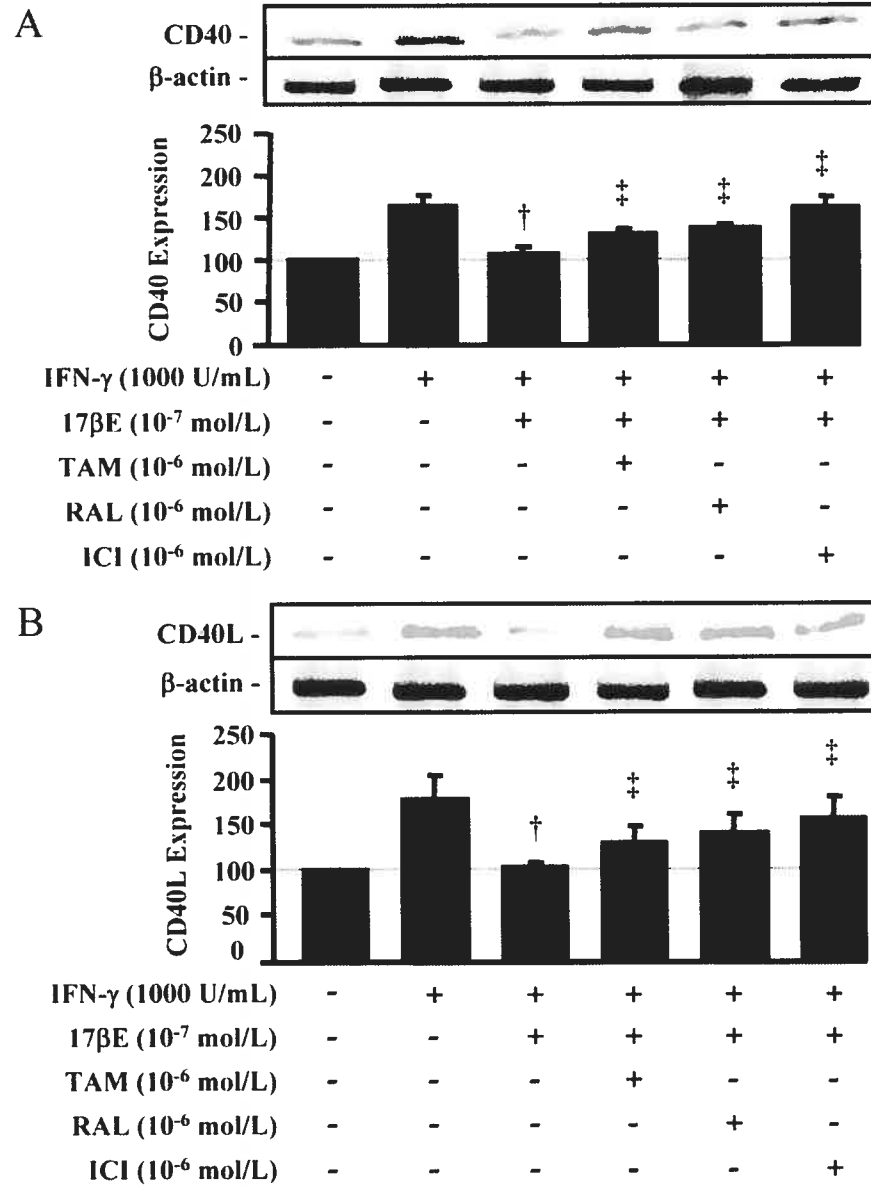 A
CD40 -
β-actin -
CD40 Expression
250
200
150
100
50
0
† ‡ ‡ ‡
IFN-γ (1000 U/mL) - + + + + +
17βE (10⁻⁷ mol/L) - - + + + +
TAM (10⁻⁶ mol/L) - - - + - -
RAL (10⁻⁶ mol/L) - - - - + -
ICI (10⁻⁶ mol/L) - - - - - +
B
CD40L -
β-actin -
CD40L Expression
250
200
150
100
50
0
† ‡ ‡ ‡
IFN-γ (1000 U/mL) - + + + + +
17βE (10⁻⁷ mol/L) - - + + + +
TAM (10⁻⁶ mol/L) - - - + - -
RAL (10⁻⁶ mol/L) - - - - + -
ICI (10⁻⁶ mol/L) - - - - - +